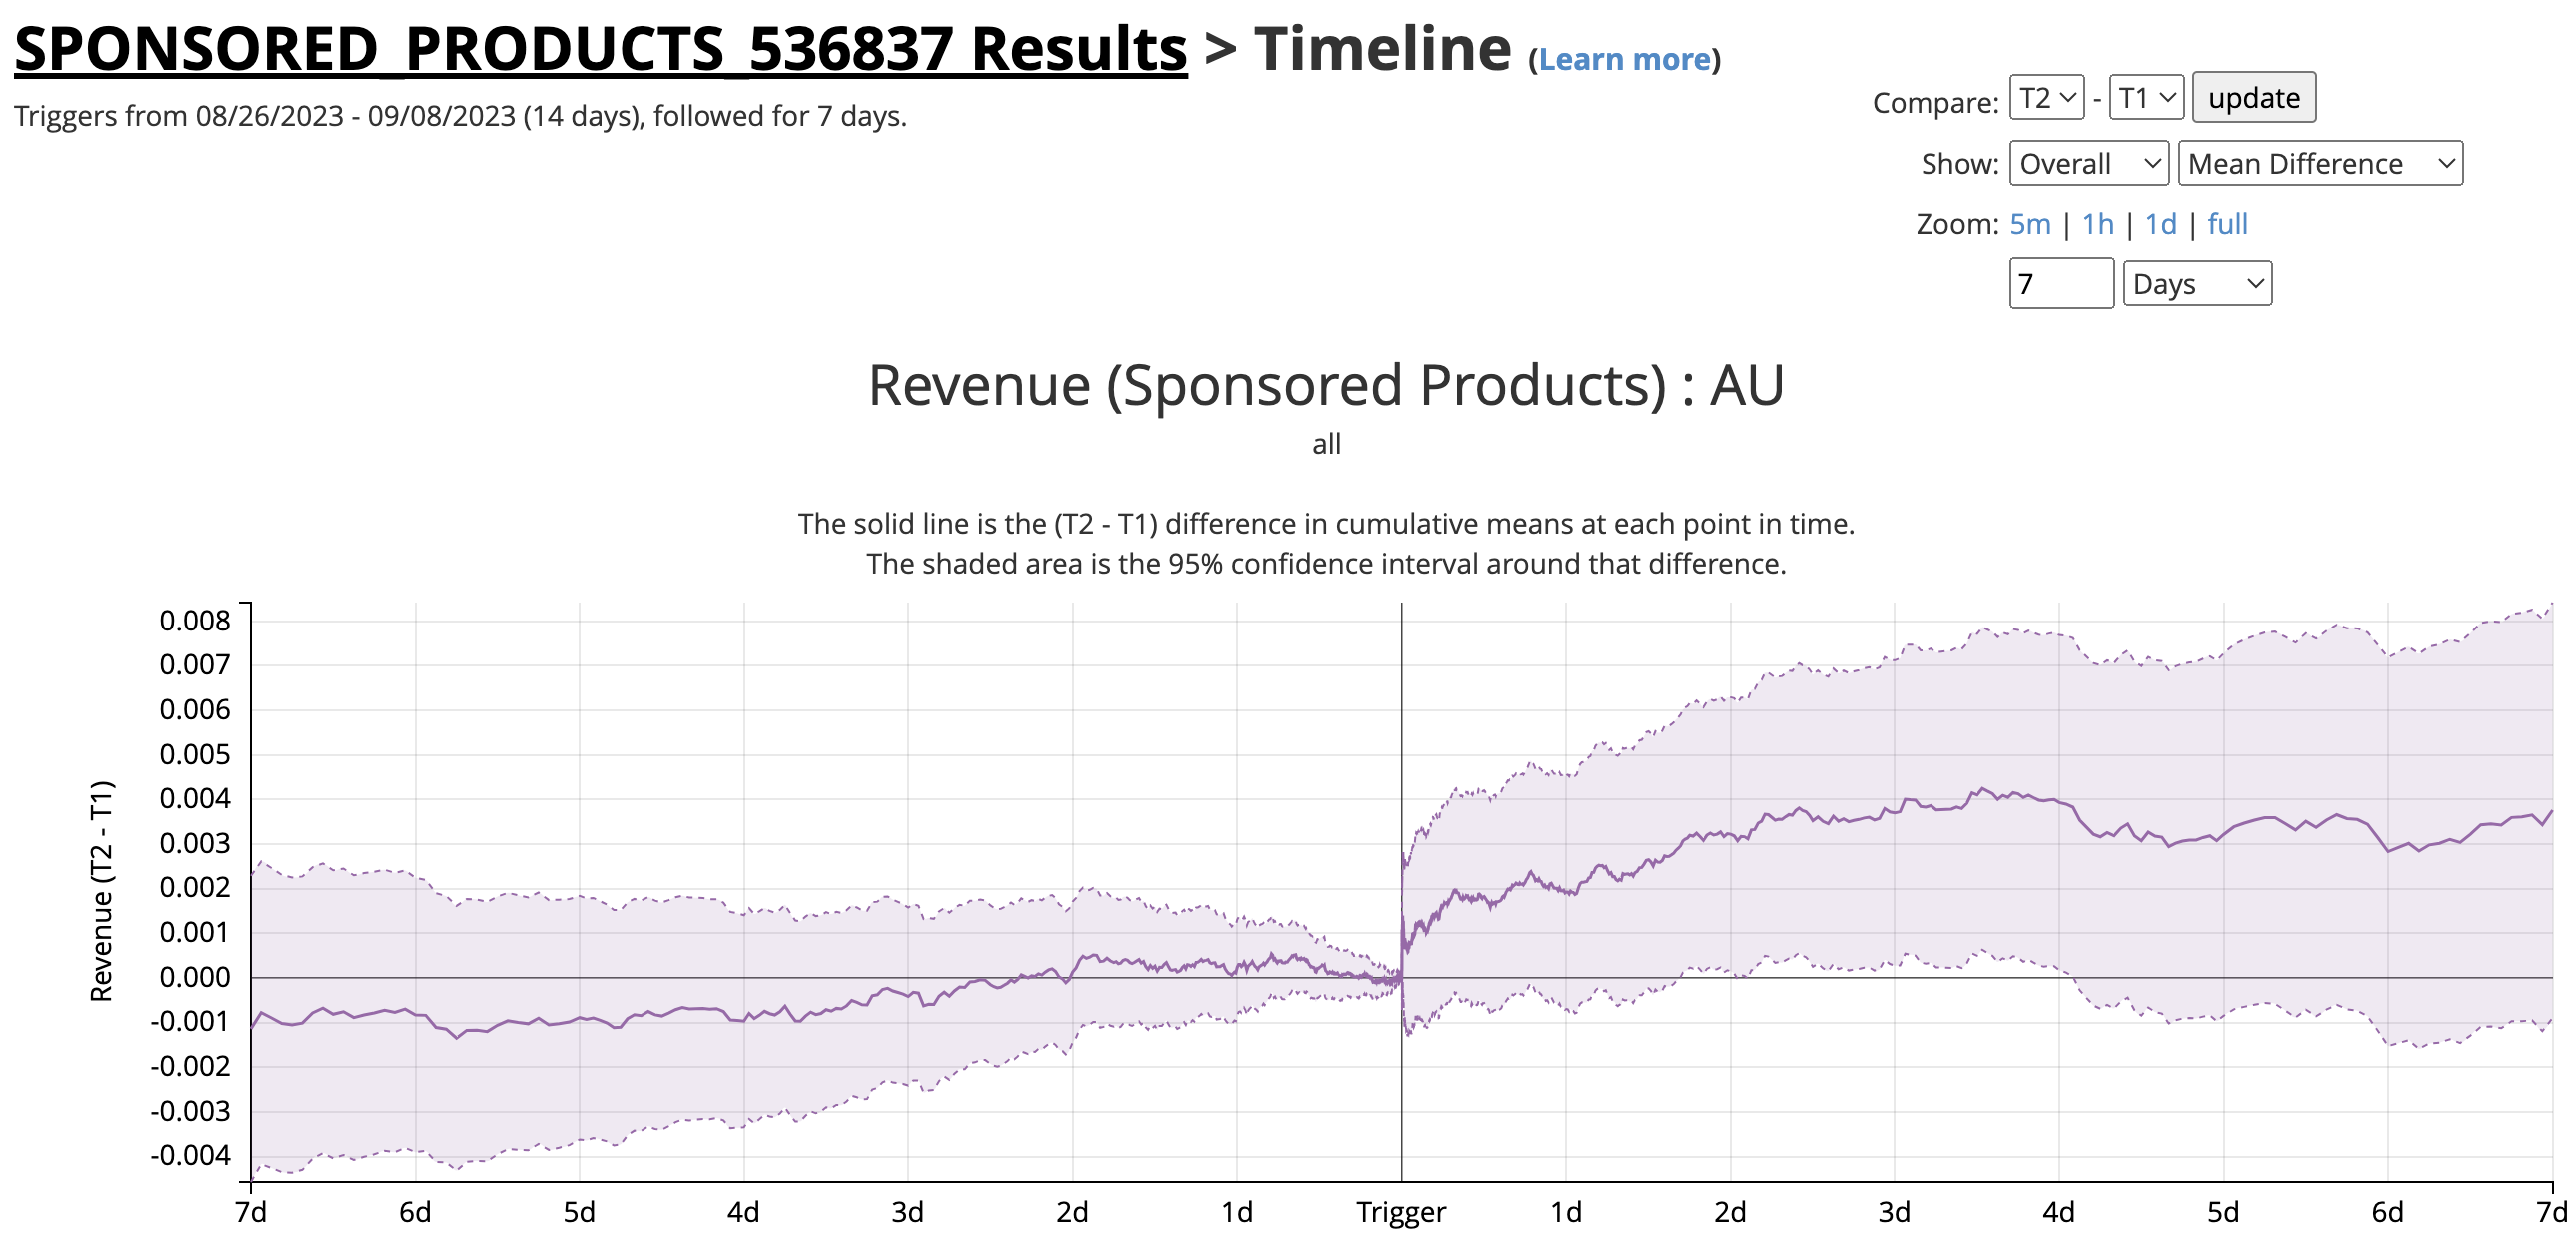 SPONSORED_PRODUCTS_536837 Results > Timeline (Learn more)
Triggers from 08/26/2023 - 09/08/2023 (14 days), followed for 7 days.
Compare: T2 - T1 update
Show: Overall Mean Difference
Zoom: 5m | 1h | 1d | full
7 Days
Revenue (Sponsored Products) : AU
all
The solid line is the (T2 - T1) difference in cumulative means at each point in time.
The shaded area is the 95% confidence interval around that difference.
Revenue (T2 - T1)
0.008
0.007
0.006
0.005
0.004
0.003
0.002
0.001
0.000
-0.001
-0.002
-0.003
-0.004
7d 6d 5d 4d 3d 2d 1d Trigger 1d 2d 3d 4d 5d 6d 7d